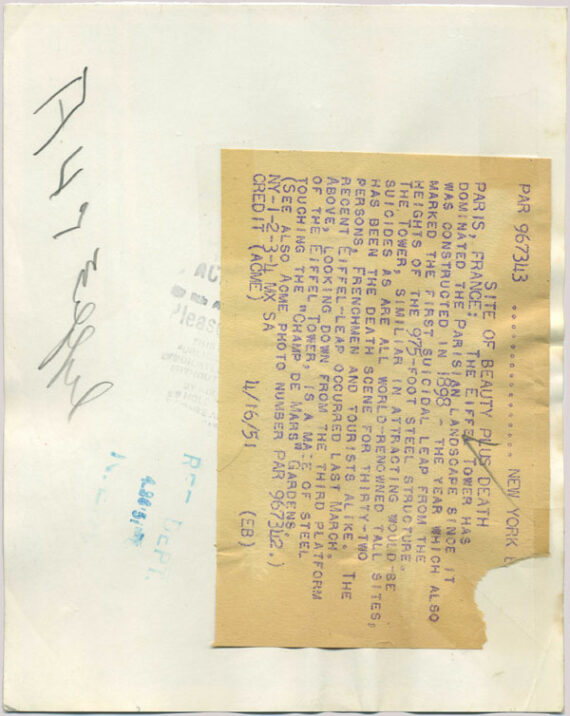 PAR 967343 NEW YORK B
SITE OF BEAUTY PLUS DEATH
PARIS, FRANCE: THE EIFFEL TOWER HAS
DOMINATED THE PARISIAN LANDSCAPE SINCE IT
WAS CONSTRUCTED IN 1898 - THE YEAR WHICH ALSO
MARKED THE FIRST SUICIDAL LEAP FROM THE
HEIGHTS OF THE 975-FOOT STEEL STRUCTURE.
THE TOWER, SIMILIAR IN ATTRACTING WOULD-BE
SUICIDES AS ARE ALL WORLD-RENOWNED TALL SITES,
HAS BEEN THE DEATH SCENE FOR THIRTY-TWO
PERSONS, FRENCHMEN AND TOURISTS ALIKE. THE
RECENT EIFFEL-LEAP OCCURRED LAST MARCH.
ABOVE, LOOKING DOWN FROM THE THIRD PLATFORM
OF THE EIFFEL TOWER, IS A MAZE OF STEEL
TOUCHING THE "CHAMP DE MARS" GARDENS.
(SEE ALSO ACME PHOTO NUMBER PAR 967342.)
NY-1-2-3-4 MX SA (EB)
CREDIT (ACME) 4/16/51
REF DEPT.
N.E